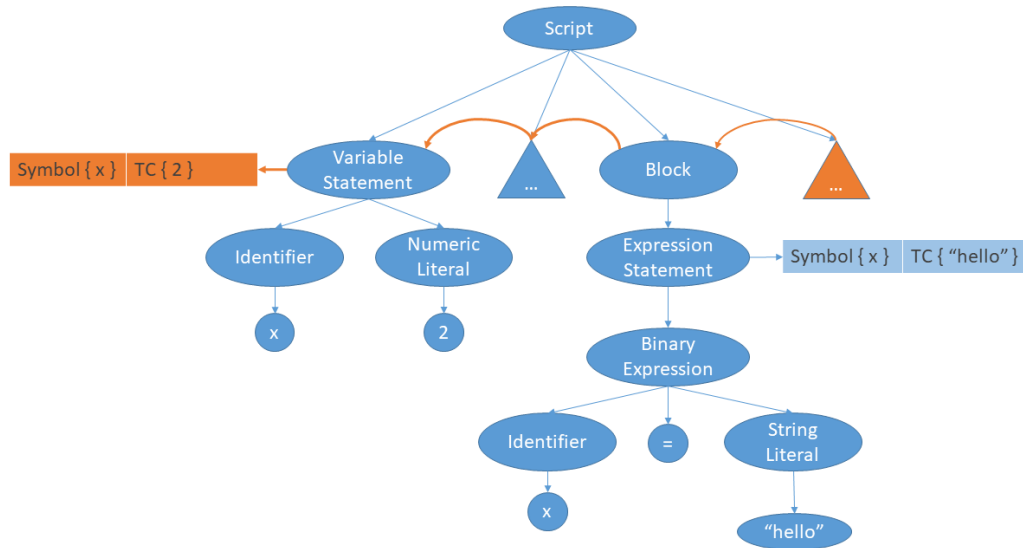 Script
Variable
Statement
...
Block
...
Symbol { x } TC { 2 }
Identifier
Numeric
Literal
Expression
Statement
Symbol { x } TC { “hello” }
x
2
Binary
Expression
Identifier
=
String
Literal
x
“hello”